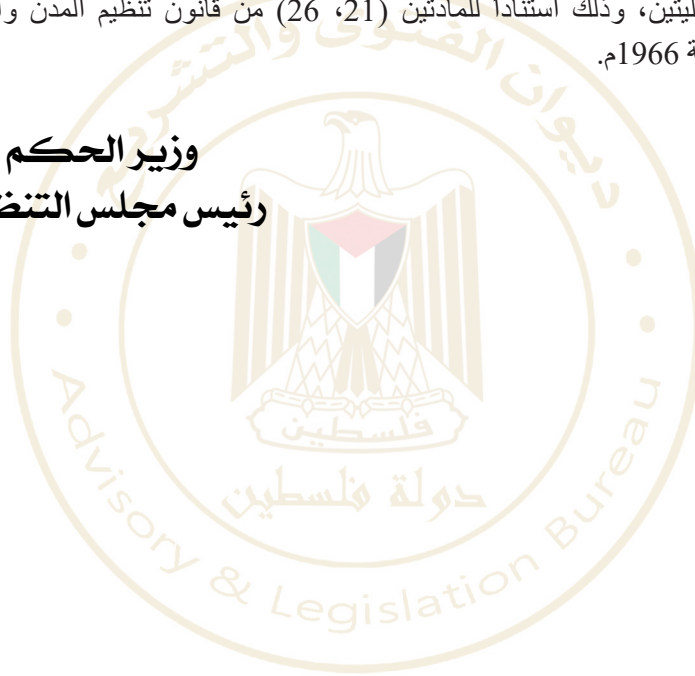 ليتين، وذلك استناداً للمادتين (21، 26) من قانون تنظيم المدن
ة 1966م.
وزير الحكم
رئيس مجلس
ديوان الفتوى والتشريع
فلسطين
دولة فلسطين
Advisory & Legislation Bureau